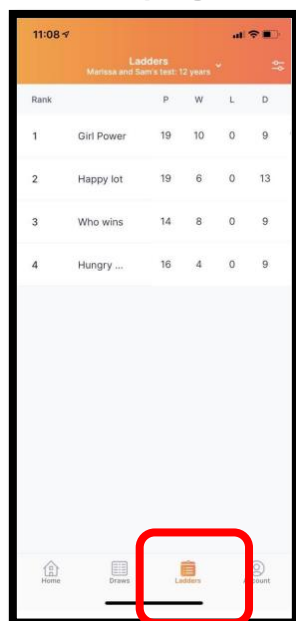 11:08
Ladders
Marissa and Sam's test: 12 years
Rank P W L D
1 Girl Power 19 10 0 9
2 Happy lot 19 6 0 13
3 Who wins 14 8 0 9
4 Hungry ... 16 4 0 9
Home Draws Ladders Account